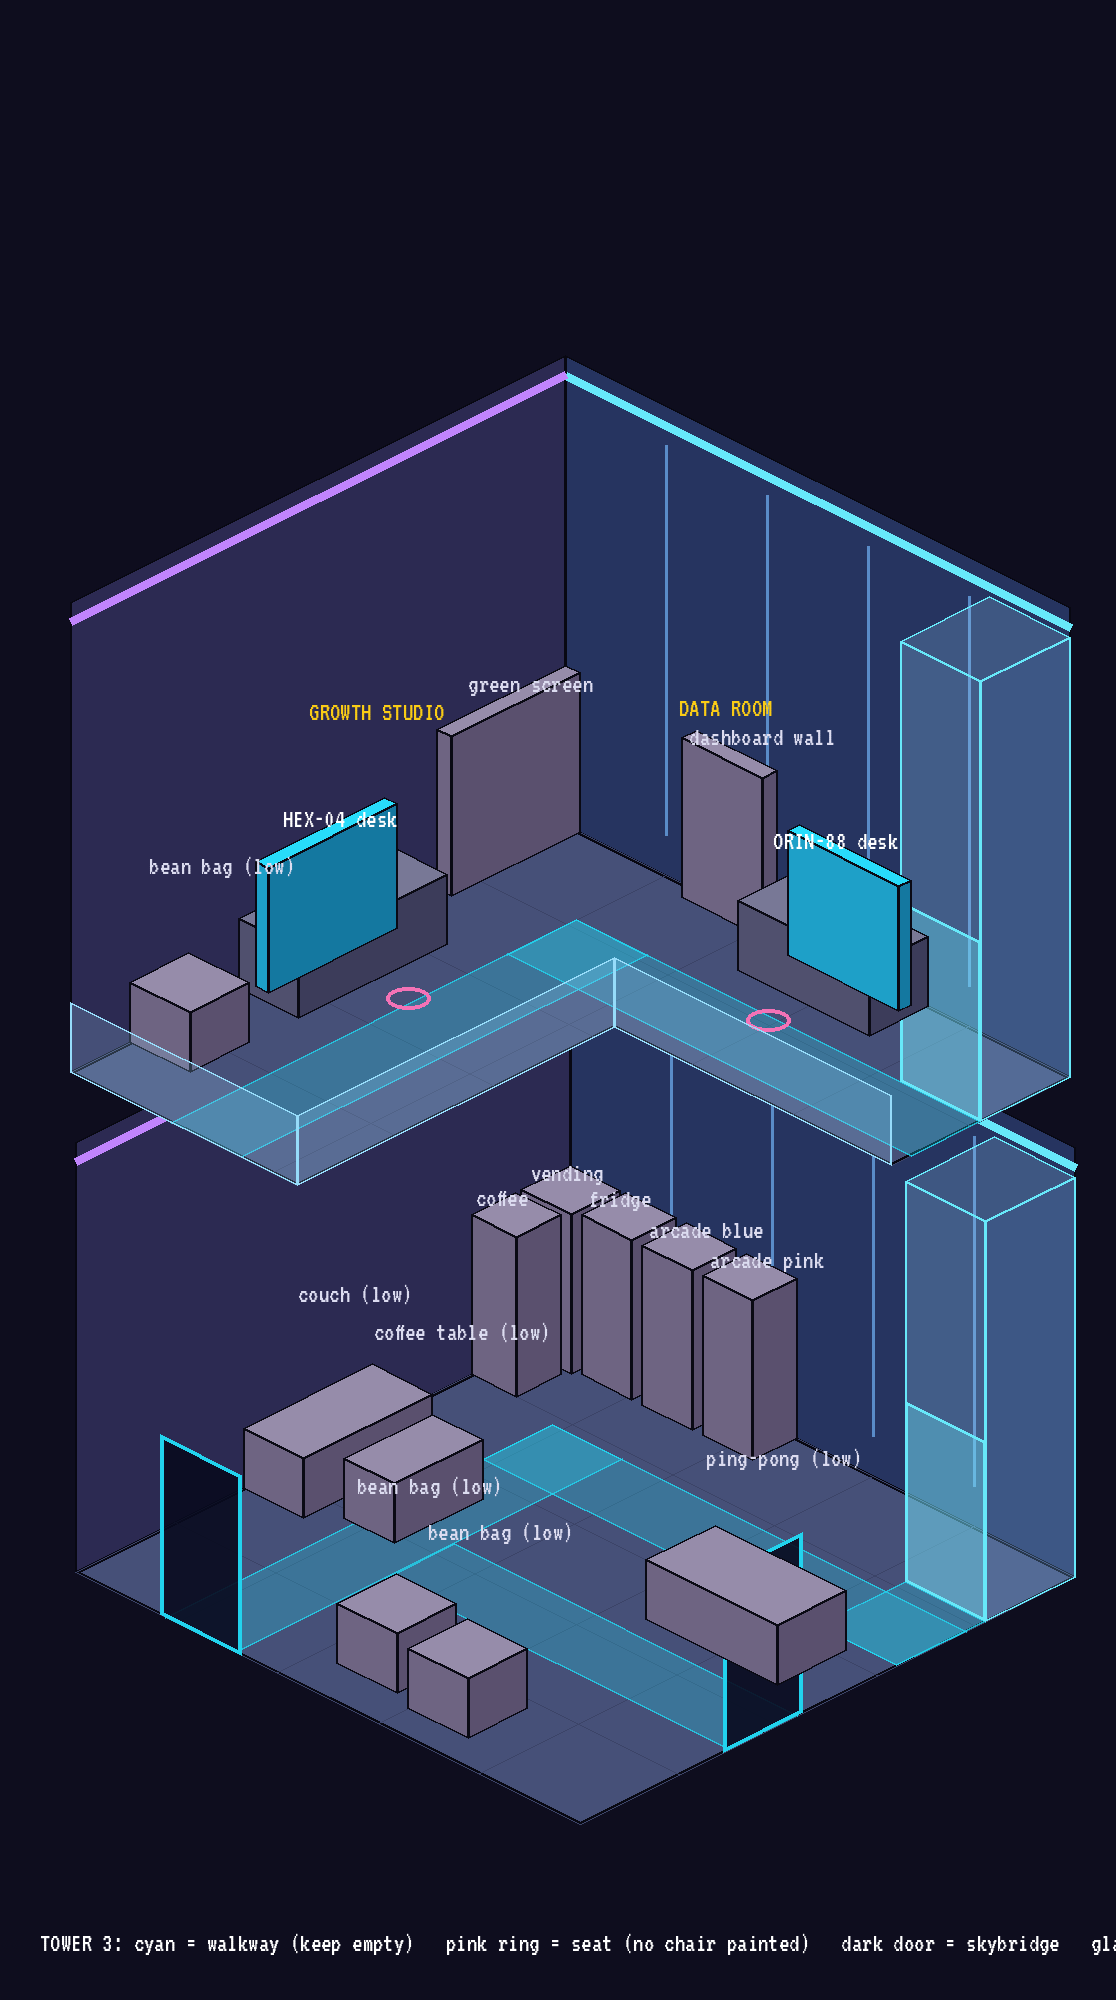 green screen
GROWTH STUDIO
DATA ROOM
dashboard wall
HEX-04 desk
ORIN-88 desk
bean bag (low)
vending
coffee
fridge
arcade blue
arcade pink
couch (low)
coffee table (low)
ping-pong (low)
bean bag (low)
bean bag (low)
TOWER 3: cyan = walkway (keep empty) pink ring = seat (no chair painted) dark door = skybridge